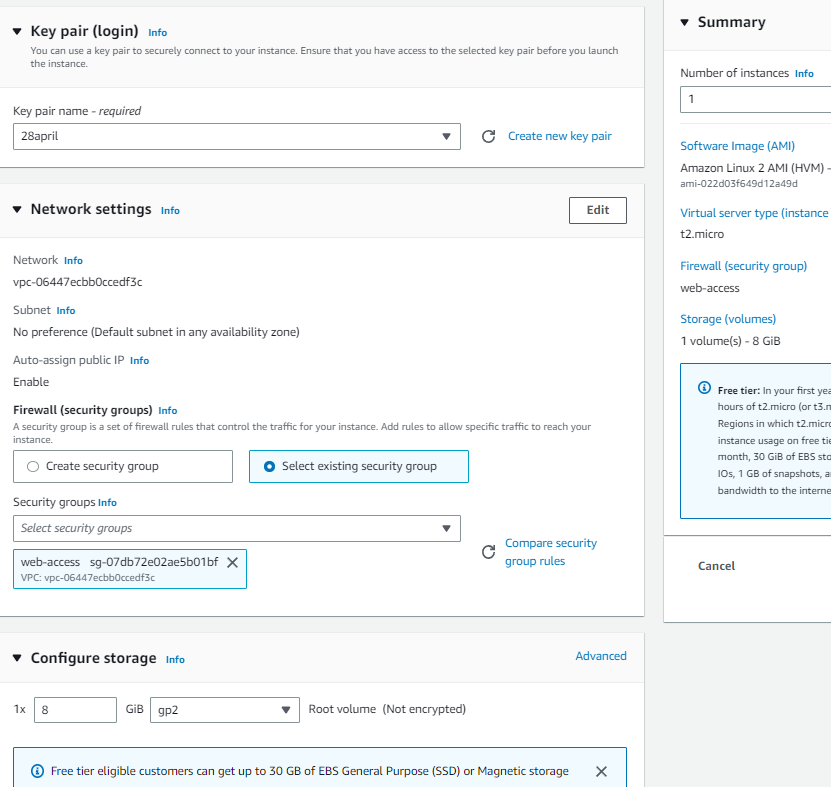 Key pair (login) Info
You can use a key pair to securely connect to your instance. Ensure that you have access to the selected key pair before you launch
the instance.
Key pair name - required
28april
Create new key pair
Network settings Info
Edit
Network Info
vpc-06447ecbb0ccedf3c
Subnet Info
No preference (Default subnet in any availability zone)
Auto-assign public IP Info
Enable
Firewall (security groups) Info
A security group is a set of firewall rules that control the traffic for your instance. Add rules to allow specific traffic to reach your
instance.
Create security group
Select existing security group
Security groups Info
Select security groups
web-access sg-07db72e02ae5b01bf
VPC: vpc-06447ecbb0ccedf3c
Compare security
group rules
Configure storage Info
Advanced
1x 8 GiB gp2 Root volume (Not encrypted)
Free tier eligible customers can get up to 30 GB of EBS General Purpose (SSD) or Magnetic storage
Summary
Number of instances Info
1
Software Image (AMI)
Amazon Linux 2 AMI (HVM) -
ami-022d03f649d12a49d
Virtual server type (instance
t2.micro
Firewall (security group)
web-access
Storage (volumes)
1 volume(s) - 8 GiB
Free tier: In your first yea
hours of t2.micro (or t3.m
Regions in which t2.micro
instance usage on free tie
month, 30 GiB of EBS sto
IOs, 1 GB of snapshots, a
bandwidth to the interne
Cancel